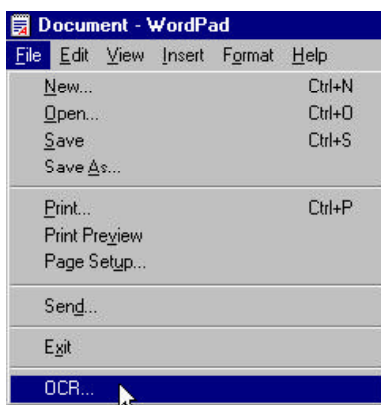 Document - WordPad
File Edit View Insert Format Help
New... Ctrl+N
Open... Ctrl+O
Save Ctrl+S
Save As...
Print... Ctrl+P
Print Preview
Page Setup...
Send...
Exit
OCR...